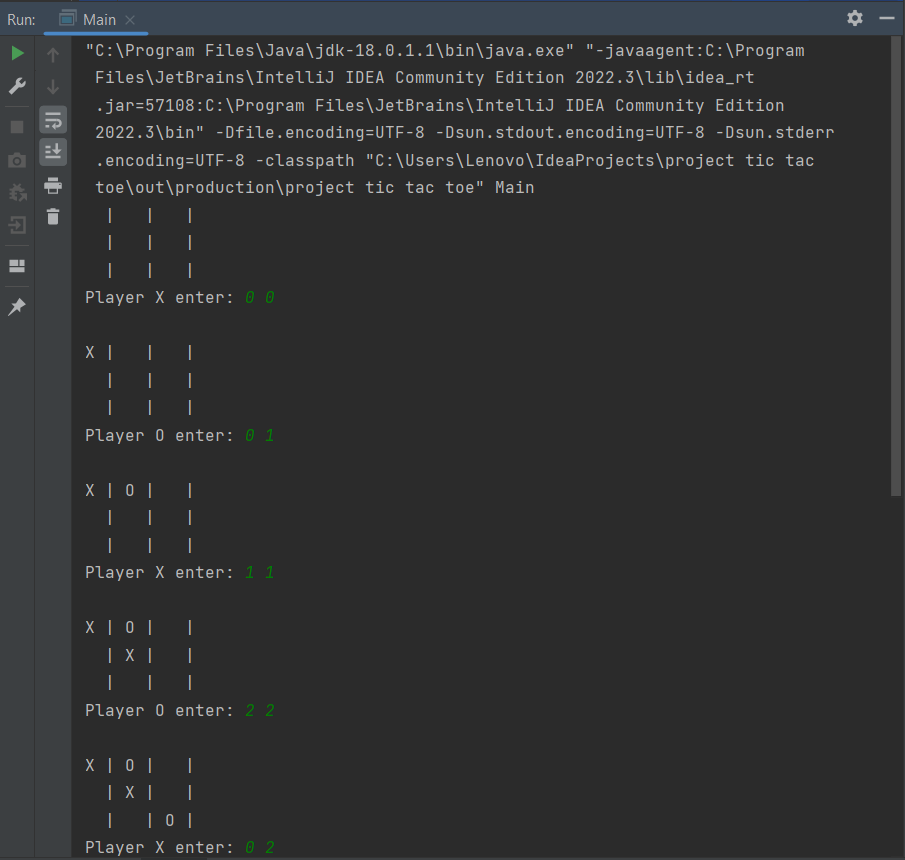 Run: Main
"C:\Program Files\Java\jdk-18.0.1.1\bin\java.exe" "-javaagent:C:\Program
Files\JetBrains\IntelliJ IDEA Community Edition 2022.3\lib\idea_rt
.jar=57108:C:\Program Files\JetBrains\IntelliJ IDEA Community Edition
2022.3\bin" -Dfile.encoding=UTF-8 -Dsun.stdout.encoding=UTF-8 -Dsun.stderr
.encoding=UTF-8 -classpath "C:\Users\Lenovo\IdeaProjects\project tic tac
toe\out\production\project tic tac toe" Main
  |   |   |
  |   |   |
  |   |   |
Player X enter: 0 0
X |   |   |
  |   |   |
  |   |   |
Player O enter: 0 1
X | O |   |
  |   |   |
  |   |   |
Player X enter: 1 1
X | O |   |
  | X |   |
  |   |   |
Player O enter: 2 2
X | O |   |
  | X |   |
  |   | O |
Player X enter: 0 2